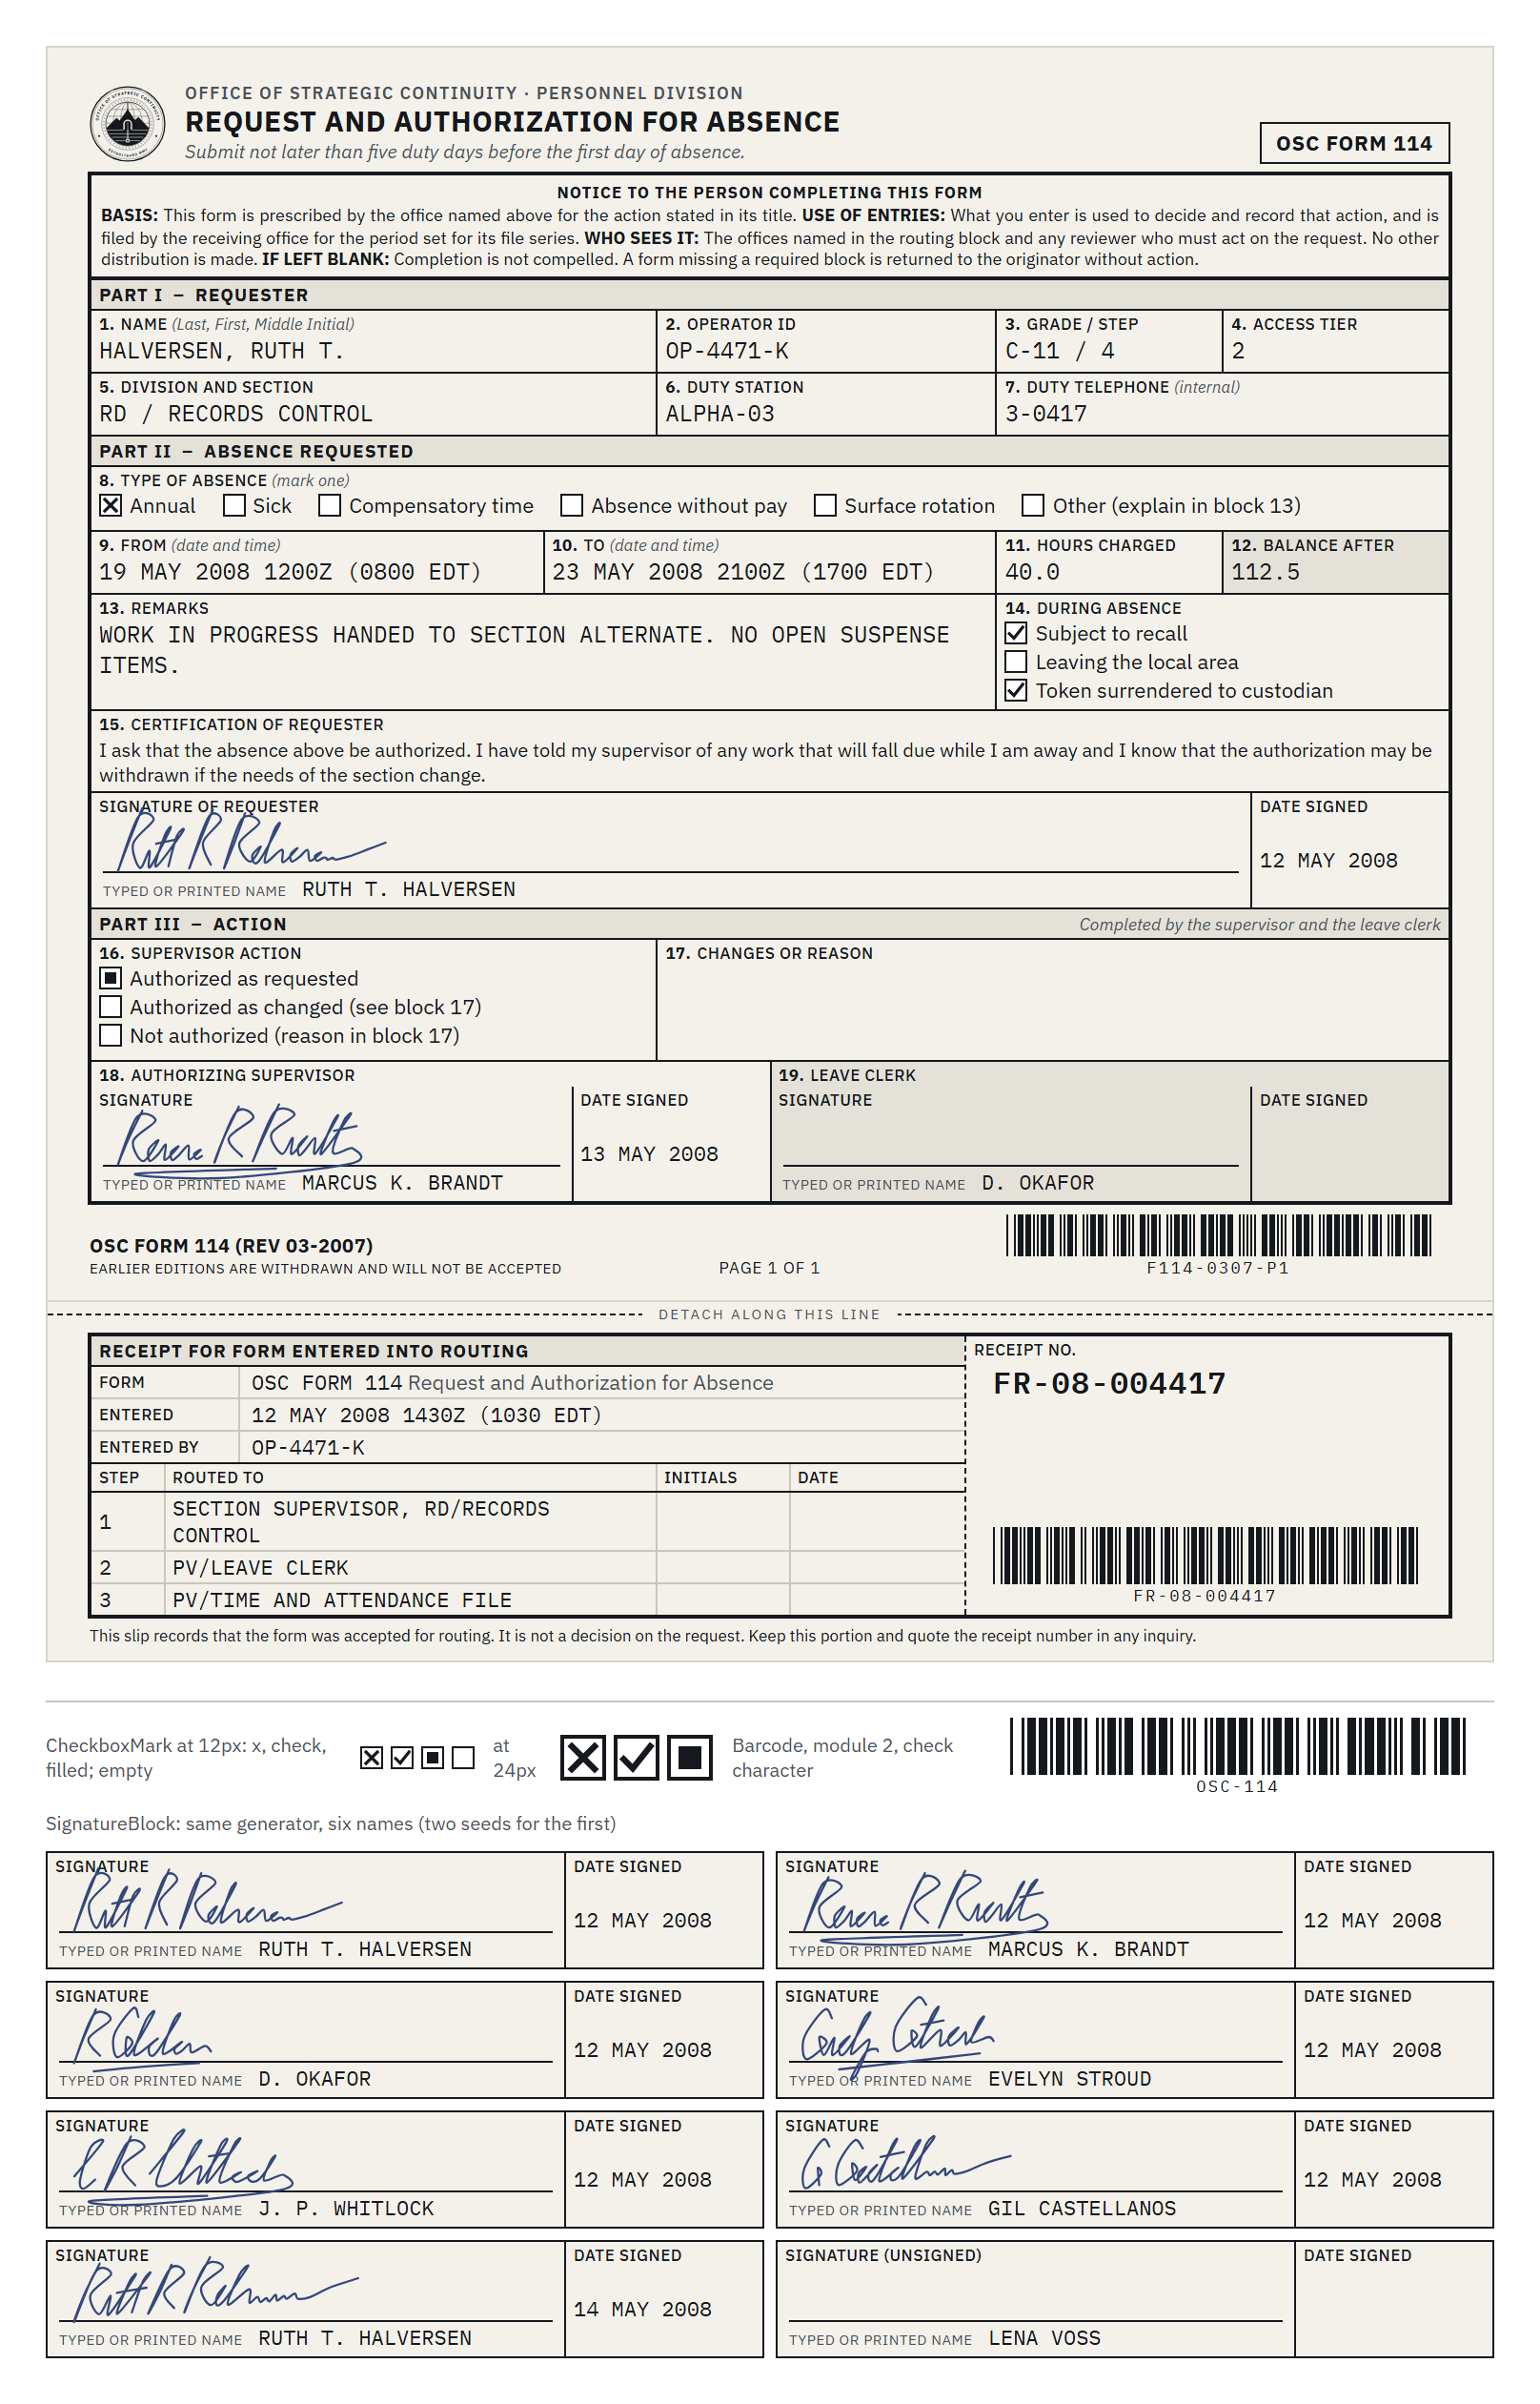 OFFICE OF STRATEGIC CONTINUITY · PERSONNEL DIVISION
REQUEST AND AUTHORIZATION FOR ABSENCE
Submit not later than five duty days before the first day of absence.
OSC FORM 114
NOTICE TO THE PERSON COMPLETING THIS FORM
BASIS: This form is prescribed by the office named above for the action stated in its title. USE OF ENTRIES: What you enter is used to decide and record that action, and is
filed by the receiving office for the period set for its file series. WHO SEES IT: The offices named in the routing block and any reviewer who must act on the request. No other
distribution is made. IF LEFT BLANK: Completion is not compelled. A form missing a required block is returned to the originator without action.
PART I – REQUESTER
1. NAME (Last, First, Middle Initial)
HALVERSEN, RUTH T.
2. OPERATOR ID
OP-4471-K
3. GRADE / STEP
C-11 / 4
4. ACCESS TIER
2
5. DIVISION AND SECTION
RD / RECORDS CONTROL
6. DUTY STATION
ALPHA-03
7. DUTY TELEPHONE (internal)
3-0417
PART II – ABSENCE REQUESTED
8. TYPE OF ABSENCE (mark one)
Annual Sick Compensatory time Absence without pay Surface rotation Other (explain in block 13)
9. FROM (date and time)
19 MAY 2008 1200Z (0800 EDT)
10. TO (date and time)
23 MAY 2008 2100Z (1700 EDT)
11. HOURS CHARGED
40.0
12. BALANCE AFTER
112.5
13. REMARKS
WORK IN PROGRESS HANDED TO SECTION ALTERNATE. NO OPEN SUSPENSE
ITEMS.
14. DURING ABSENCE
Subject to recall
Leaving the local area
Token surrendered to custodian
15. CERTIFICATION OF REQUESTER
I ask that the absence above be authorized. I have told my supervisor of any work that will fall due while I am away and I know that the authorization may be
withdrawn if the needs of the section change.
SIGNATURE OF REQUESTER
TYPED OR PRINTED NAME RUTH T. HALVERSEN
DATE SIGNED
12 MAY 2008
PART III – ACTION
Completed by the supervisor and the leave clerk
16. SUPERVISOR ACTION
Authorized as requested
Authorized as changed (see block 17)
Not authorized (reason in block 17)
17. CHANGES OR REASON
18. AUTHORIZING SUPERVISOR
SIGNATURE
TYPED OR PRINTED NAME MARCUS K. BRANDT
DATE SIGNED
13 MAY 2008
19. LEAVE CLERK
SIGNATURE
TYPED OR PRINTED NAME D. OKAFOR
DATE SIGNED
OSC FORM 114 (REV 03-2007)
EARLIER EDITIONS ARE WITHDRAWN AND WILL NOT BE ACCEPTED
PAGE 1 OF 1
F114-0307-P1
DETACH ALONG THIS LINE
RECEIPT FOR FORM ENTERED INTO ROUTING
FORM OSC FORM 114 Request and Authorization for Absence
ENTERED 12 MAY 2008 1430Z (1030 EDT)
ENTERED BY OP-4471-K
STEP ROUTED TO INITIALS DATE
1 SECTION SUPERVISOR, RD/RECORDS
CONTROL
2 PV/LEAVE CLERK
3 PV/TIME AND ATTENDANCE FILE
RECEIPT NO.
FR-08-004417
FR-08-004417
This slip records that the form was accepted for routing. It is not a decision on the request. Keep this portion and quote the receipt number in any inquiry.
CheckboxMark at 12px: x, check,
filled; empty
at
24px
Barcode, module 2, check
character
OSC-114
SignatureBlock: same generator, six names (two seeds for the first)
SIGNATURE
TYPED OR PRINTED NAME RUTH T. HALVERSEN
DATE SIGNED
12 MAY 2008
SIGNATURE
TYPED OR PRINTED NAME MARCUS K. BRANDT
DATE SIGNED
12 MAY 2008
SIGNATURE
TYPED OR PRINTED NAME D. OKAFOR
DATE SIGNED
12 MAY 2008
SIGNATURE
TYPED OR PRINTED NAME EVELYN STROUD
DATE SIGNED
12 MAY 2008
SIGNATURE
TYPED OR PRINTED NAME J. P. WHITLOCK
DATE SIGNED
12 MAY 2008
SIGNATURE
TYPED OR PRINTED NAME GIL CASTELLANOS
DATE SIGNED
12 MAY 2008
SIGNATURE
TYPED OR PRINTED NAME RUTH T. HALVERSEN
DATE SIGNED
14 MAY 2008
SIGNATURE (UNSIGNED)
TYPED OR PRINTED NAME LENA VOSS
DATE SIGNED